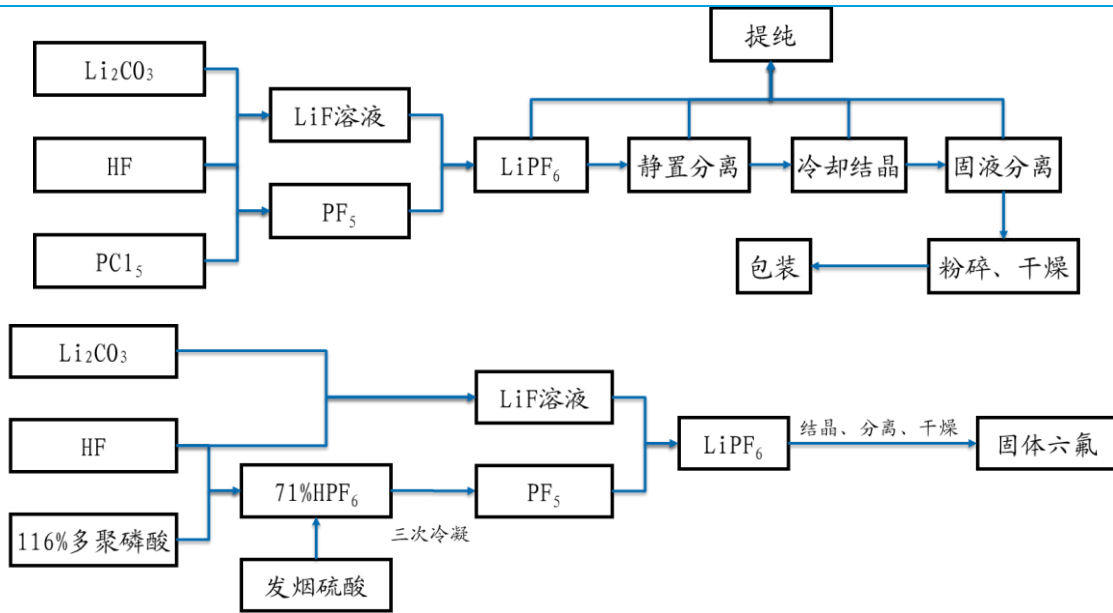 提纯
Li₂CO₃
LiF溶液
HF
LiPF₆
静置分离
冷却结晶
固液分离
PF₅
PCl₅
包装
粉碎、干燥
Li₂CO₃
LiF溶液
HF
LiPF₆
结晶、分离、干燥
固体六氟
71%HPF₆
PF₅
116%多聚磷酸
三次冷凝
发烟硫酸